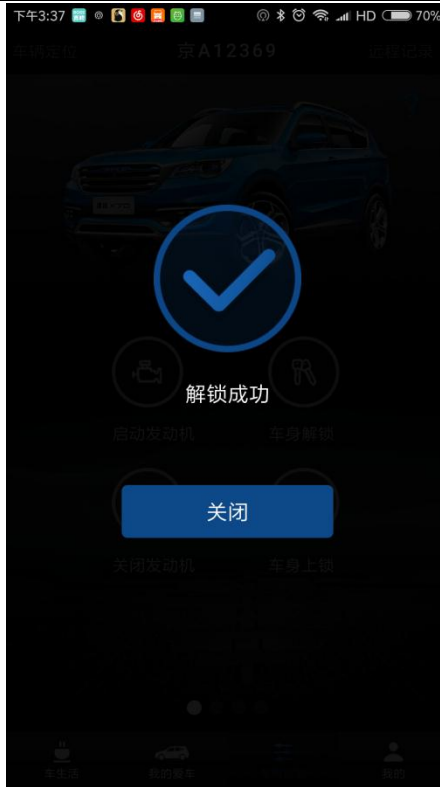 下午3:37 HD 70%
车辆定位 京A12369 远程记录
解锁成功
启动发动机 车身解锁
关闭
关闭发动机 车身上锁
车生活 我的爱车 我的